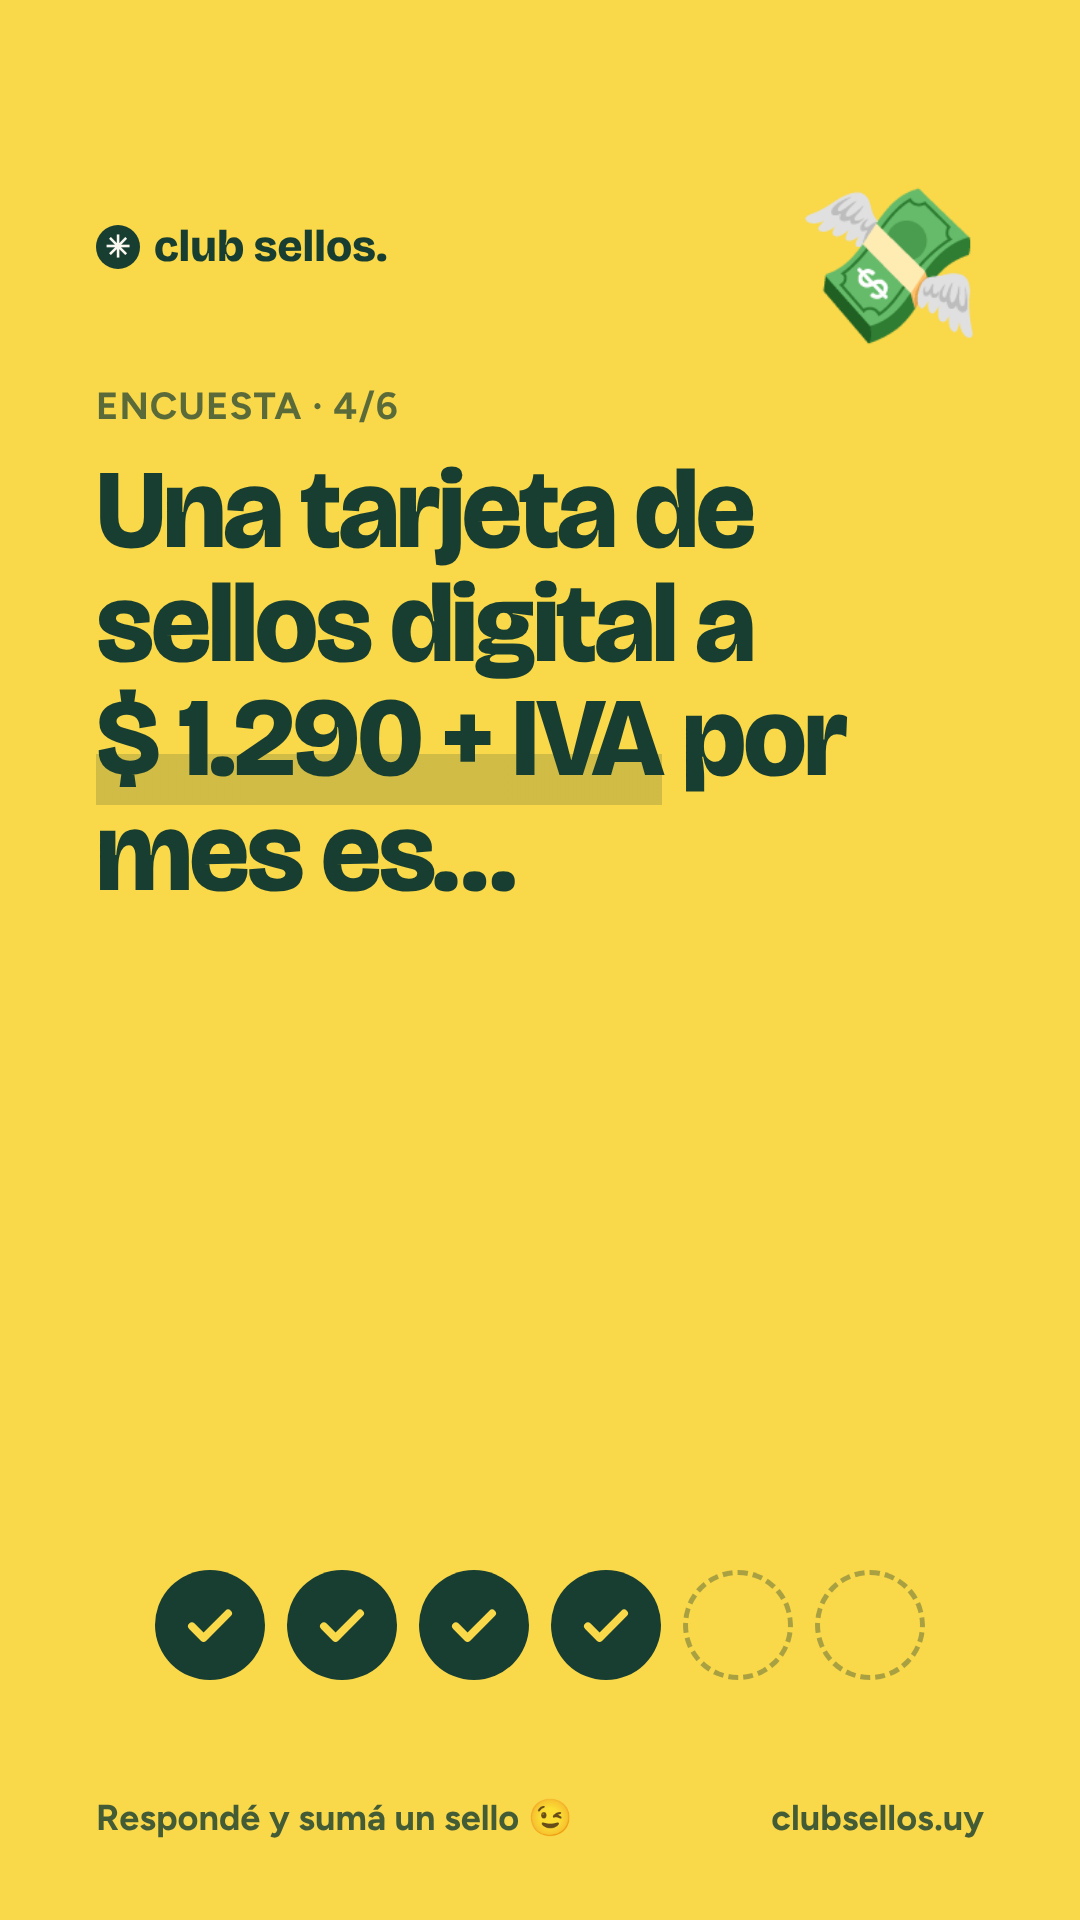 club sellos.
ENCUESTA · 4/6
Una tarjeta de
sellos digital a
$ 1.290 + IVA por
mes es...
Respondé y sumá un sello 😉
clubsellos.uy